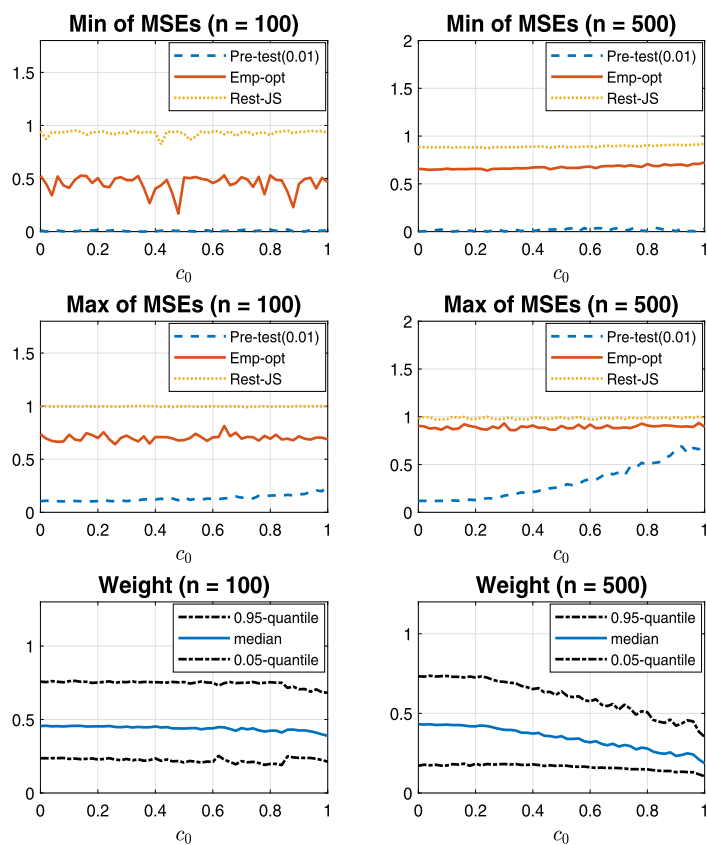 Min of MSEs (n = 100)
1.5
1
0.5
0
Pre-test(0.01)
Emp-opt
Rest-JS
0 0.2 0.4 0.6 0.8 1
c0
Min of MSEs (n = 500)
2
1.5
1
0.5
0
Pre-test(0.01)
Emp-opt
Rest-JS
0 0.2 0.4 0.6 0.8 1
c0
Max of MSEs (n = 100)
1.5
1
0.5
0
Pre-test(0.01)
Emp-opt
Rest-JS
0 0.2 0.4 0.6 0.8 1
c0
Max of MSEs (n = 500)
2
1.5
1
0.5
0
Pre-test(0.01)
Emp-opt
Rest-JS
0 0.2 0.4 0.6 0.8 1
c0
Weight (n = 100)
1
0.5
0
0.95-quantile
median
0.05-quantile
0 0.2 0.4 0.6 0.8 1
c0
Weight (n = 500)
1
0.5
0
0.95-quantile
median
0.05-quantile
0 0.2 0.4 0.6 0.8 1
c0